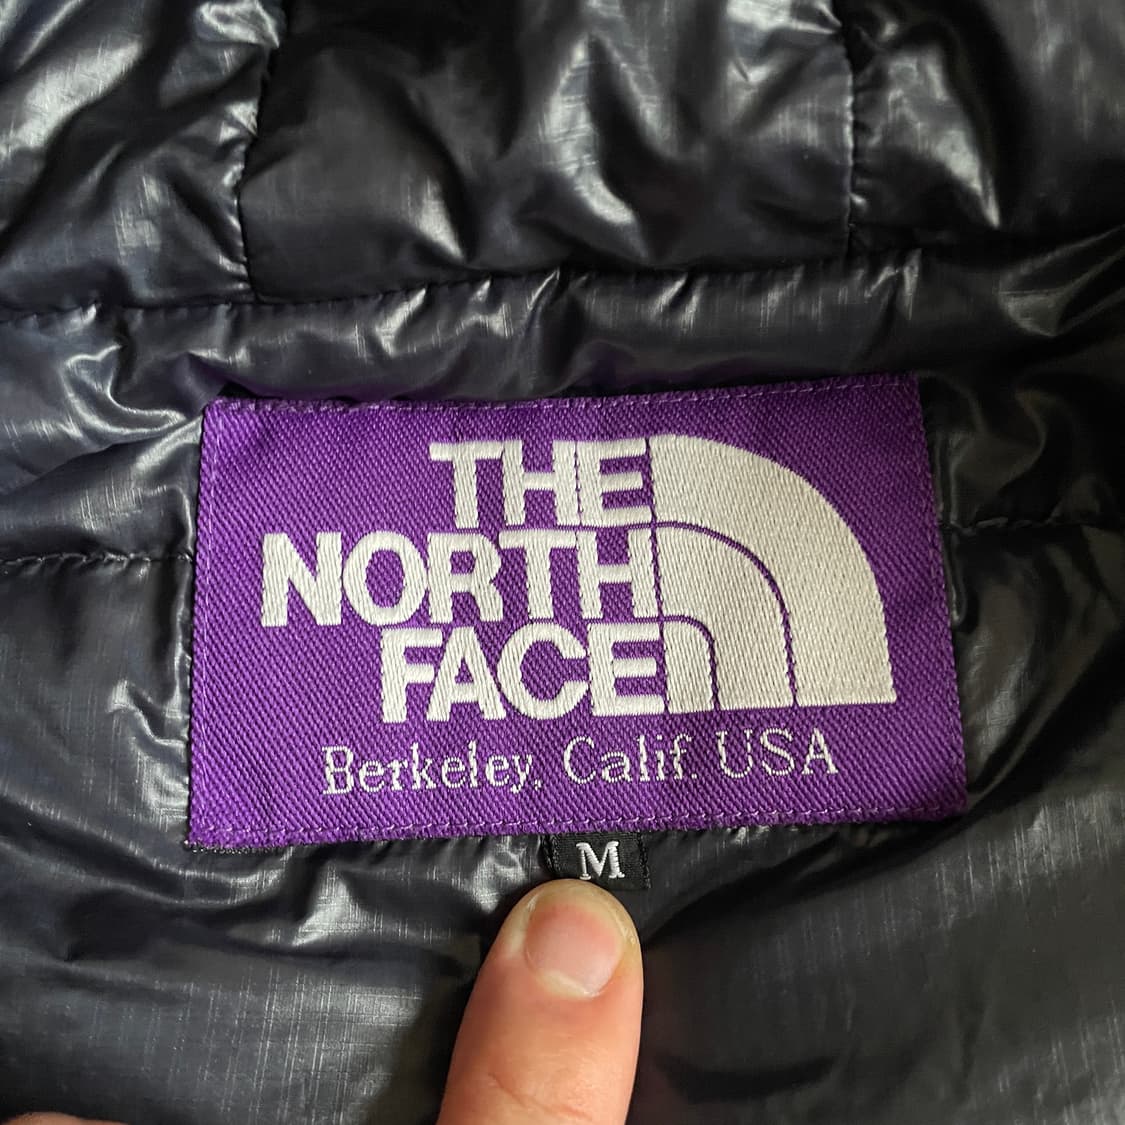 THE
NORTH
FACE
Berkeley, Calif. USA
M